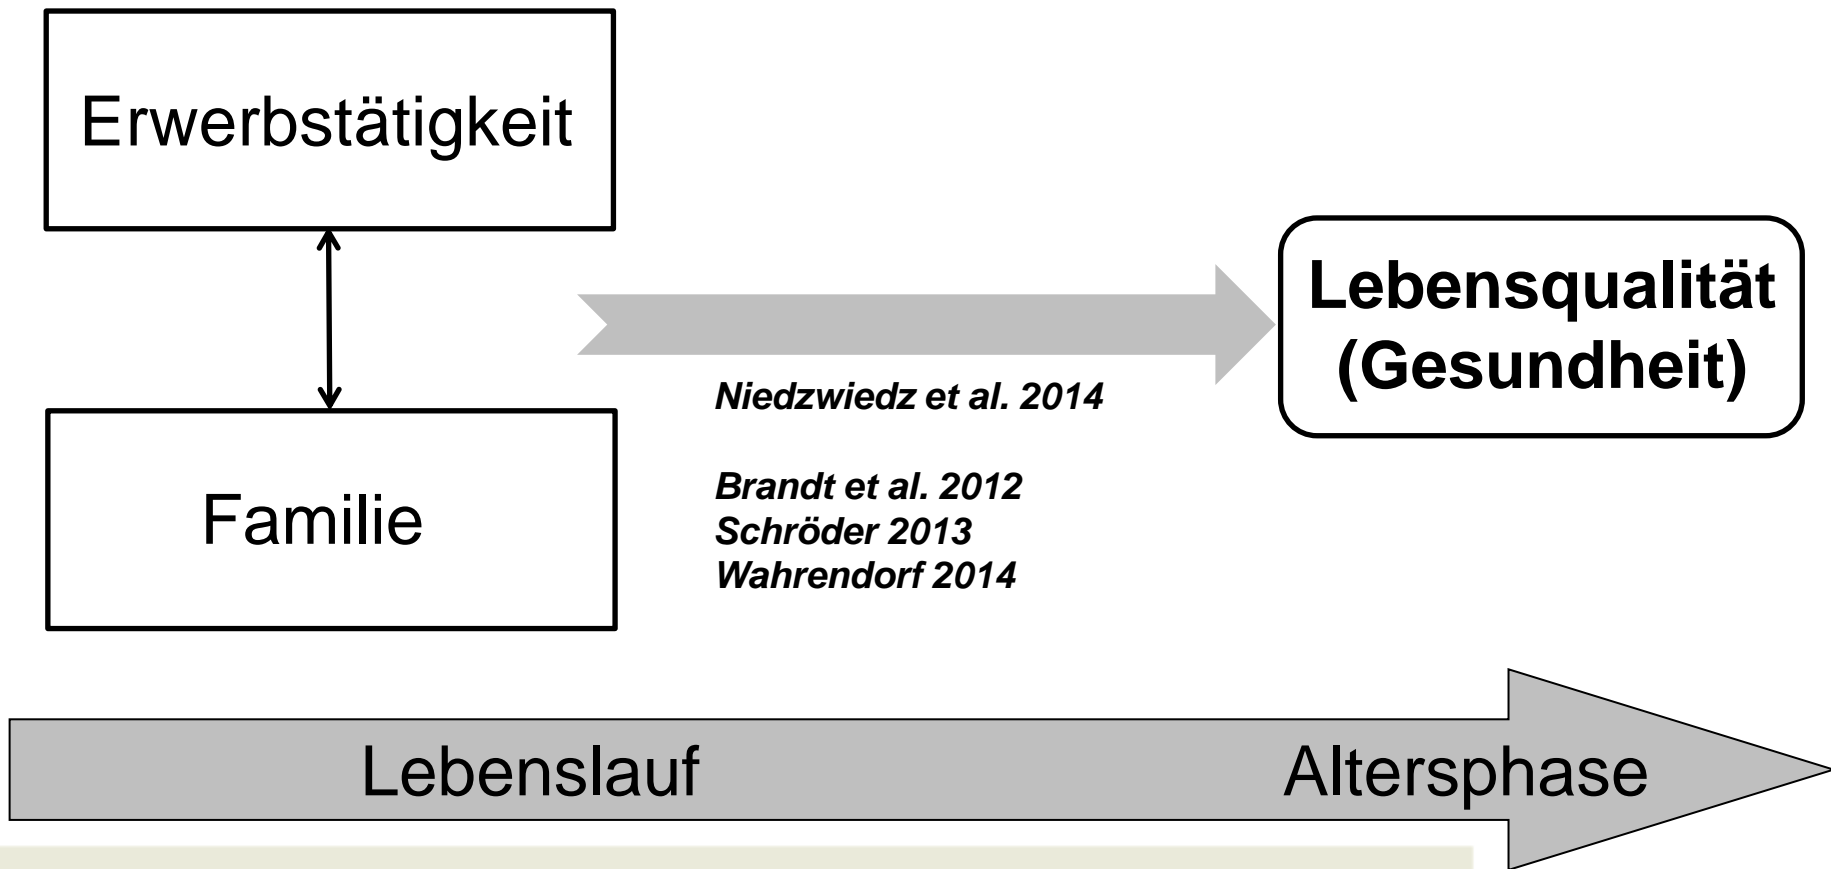 Erwerbstätigkeit
Familie
Niedzwiedz et al. 2014
Brandt et al. 2012
Schröder 2013
Wahrendorf 2014
Lebensqualität
(Gesundheit)
Lebenslauf
Altersphase